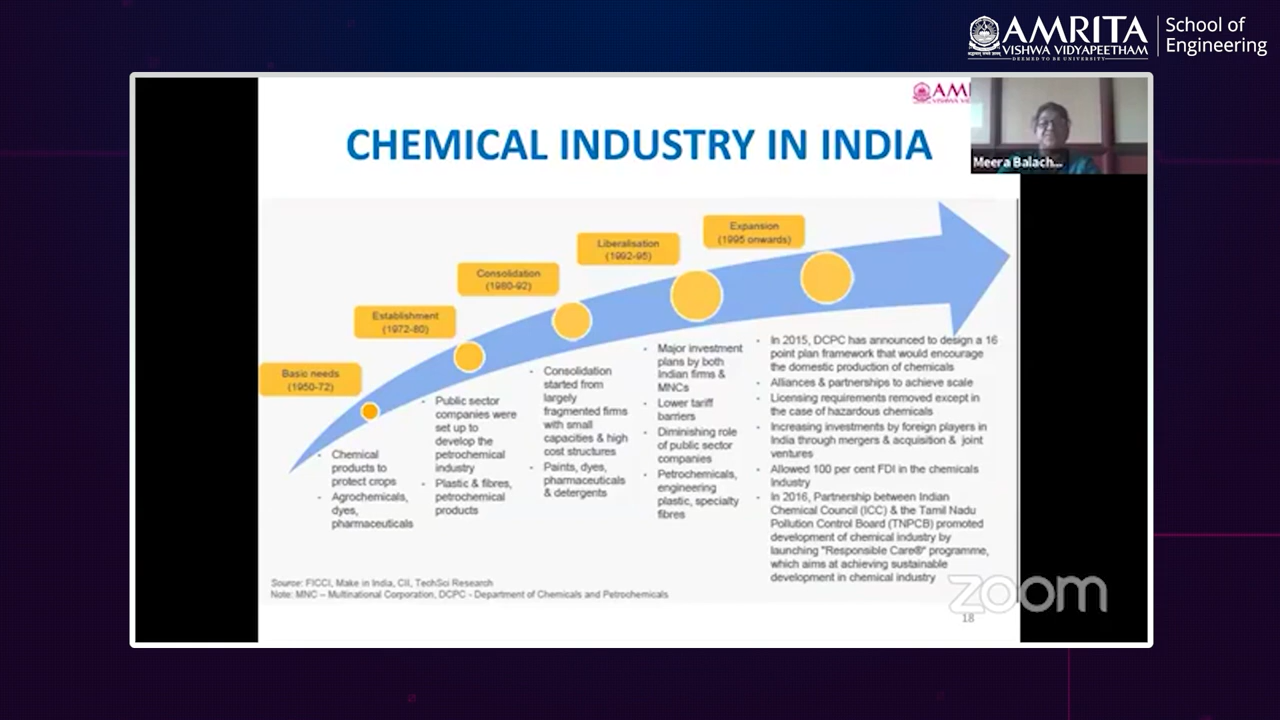 AMRITA
VISHWA VIDYAPEETHAM
DEEMED TO BE UNIVERSITY
School of
Engineering
AMI
VISHWA VID
Meera Balach...
CHEMICAL INDUSTRY IN INDIA
Basic needs
(1950-72)
Establishment
(1972-80)
Consolidation
(1980-92)
Liberalisation
(1992-95)
Expansion
(1995 onwards)
- Chemical
products to
protect crops
- Agrochemicals,
dyes,
pharmaceuticals
- Public sector
companies were
set up to
develop the
petrochemical
industry
- Plastic & fibres,
petrochemical
products
- Consolidation
started from
largely
fragmented firms
with small
capacities & high
cost structures
- Paints, dyes,
pharmaceuticals
& detergents
- Major investment
plans by both
Indian firms &
MNCs
- Lower tariff
barriers
- Diminishing role
of public sector
companies
- Petrochemicals,
engineering
plastic, specialty
fibres
- In 2015, DCPC has announced to design a 16
point plan framework that would encourage
the domestic production of chemicals
- Alliances & partnerships to achieve scale
- Licensing requirements removed except in
the case of hazardous chemicals
- Increasing investments by foreign players in
India through mergers & acquisition & joint
ventures
- Allowed 100 per cent FDI in the chemicals
Industry
- In 2016, Partnership between Indian
Chemical Council (ICC) & the Tamil Nadu
Pollution Control Board (TNPCB) promoted
development of chemical industry by
launching "Responsible Care®" programme,
which aims at achieving sustainable
development in chemical industry
Source: FICCI, Make in India, CII, TechSci Research
Note: MNC – Multinational Corporation, DCPC - Department of Chemicals and Petrochemicals
zoom
18